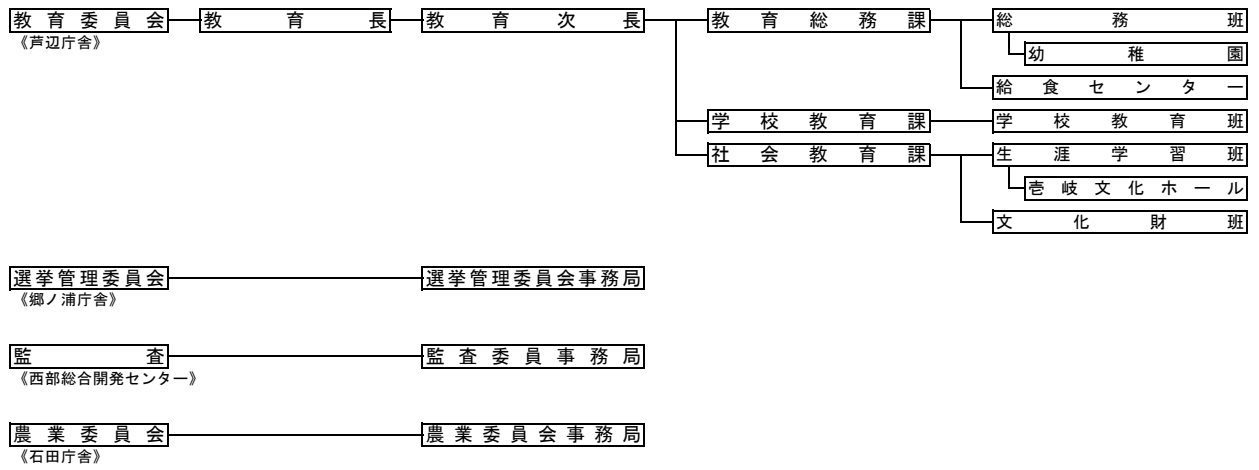 教育委員会 教育長 教育次長 教育総務課 総務班
《芦辺庁舎》
幼稚園
給食センター
学校教育課 学校教育班
社会教育課 生涯学習班
壱岐文化ホール
文化財班
選挙管理委員会 選挙管理委員会事務局
《郷ノ浦庁舎》
監査 監査委員事務局
《西部総合開発センター》
農業委員会 農業委員会事務局
《石田庁舎》